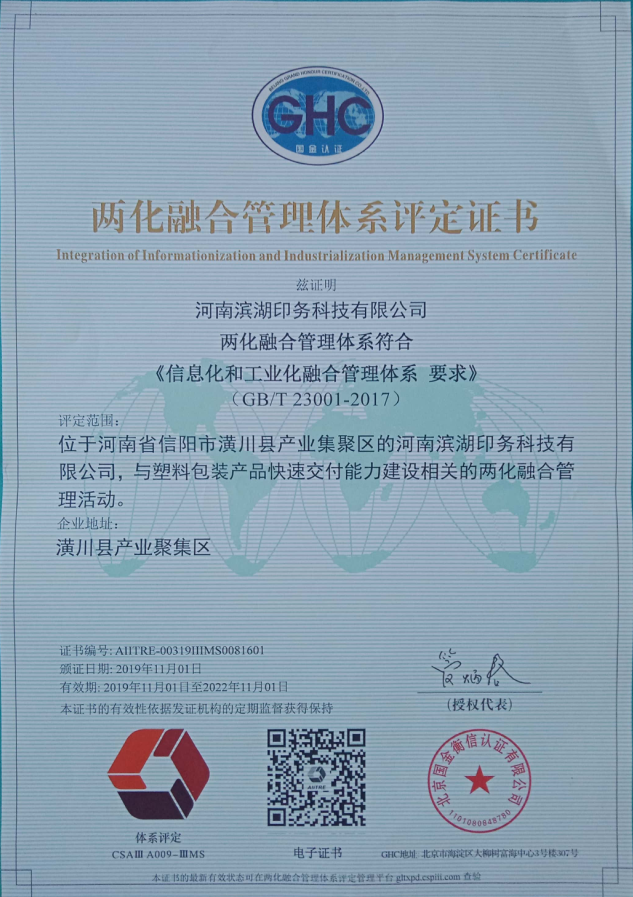 BEIJING GRAND HONOUR CERTIFICATION CO.,LTD
GHC
国金认证
两化融合管理体系评定证书
Integration of Informationization and Industrialization Management System Certificate
兹证明
河南滨湖印务科技有限公司
两化融合管理体系符合
《信息化和工业化融合管理体系 要求》
（GB/T 23001-2017）
评定范围：
位于河南省信阳市潢川县产业集聚区的河南滨湖印务科技有
限公司，与塑料包装产品快速交付能力建设相关的两化融合管
理活动。
企业地址：
潢川县产业聚集区
证书编号: AIITRE-00319IIIMS0081601
颁证日期: 2019年11月01日
有效期: 2019年11月01日至2022年11月01日
本证书的有效性依据发证机构的定期监督获得保持
（授权代表）
体系评定
CSAⅢ A009-ⅢMS
AIITRE
电子证书
北京国金衡信认证有限公司
1101080848780
GHC地址: 北京市海淀区大柳树富海中心3号楼307号
本证书的最新有效状态可在两化融合管理体系评定管理平台 gltxpd.cspiii.com 查验